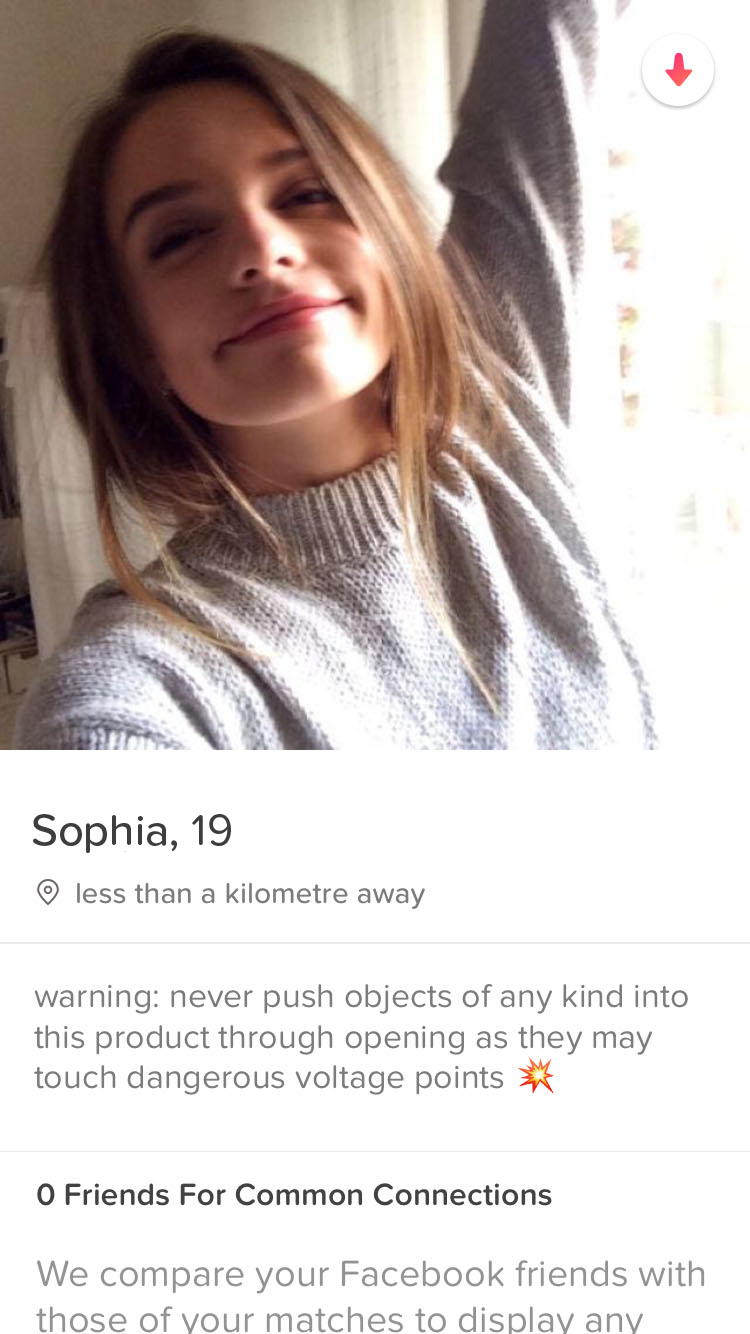 Sophia, 19
less than a kilometre away
warning: never push objects of any kind into
this product through opening as they may
touch dangerous voltage points 💥
0 Friends For Common Connections
We compare your Facebook friends with
those of your matches to display any